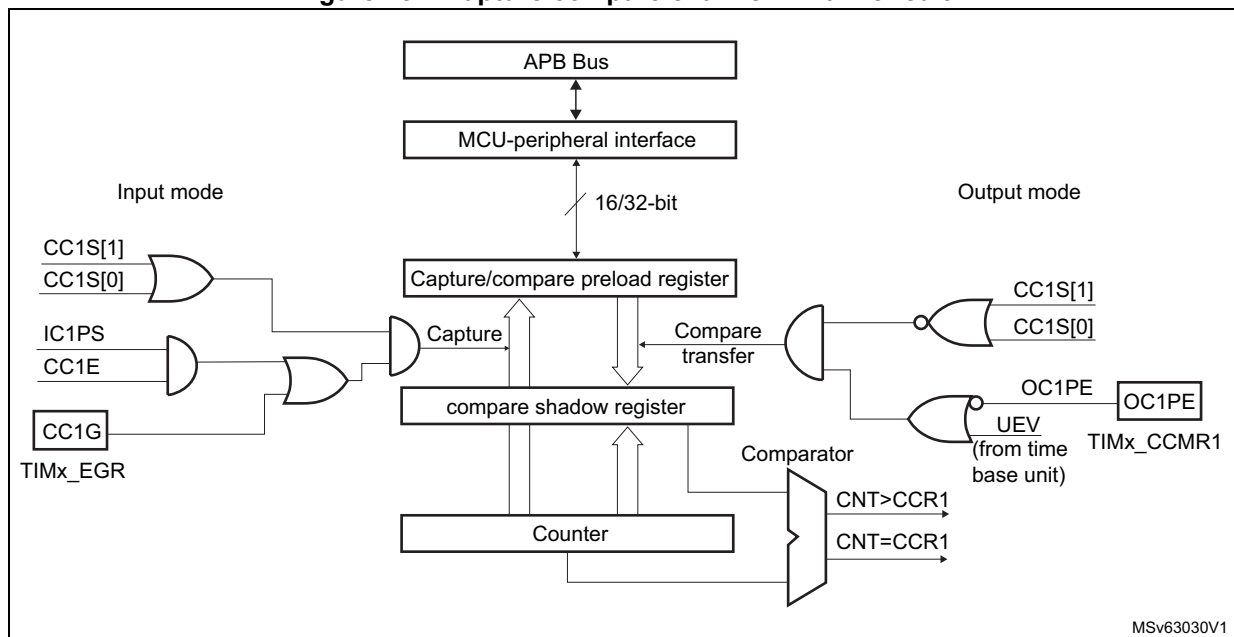 APB Bus
MCU-peripheral interface
16/32-bit
Input mode
Output mode
CC1S[1]
CC1S[0]
IC1PS
CC1E
CC1G
TIMx_EGR
Capture/compare preload register
Capture
Compare
transfer
CC1S[1]
CC1S[0]
compare shadow register
OC1PE
OC1PE
UEV
(from time
base unit)
TIMx_CCMR1
Comparator
Counter
CNT>CCR1
CNT=CCR1
MSv63030V1